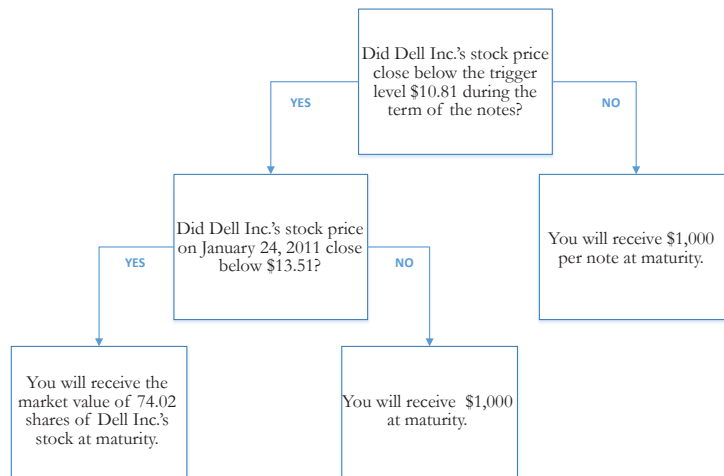 Did Dell Inc.'s stock price
close below the trigger
level $10.81 during the
term of the notes?
YES
NO
Did Dell Inc.'s stock price
on January 24, 2011 close
below $13.51?
You will receive $1,000
per note at maturity.
YES
NO
You will receive the
market value of 74.02
shares of Dell Inc.'s
stock at maturity.
You will receive $1,000
at maturity.